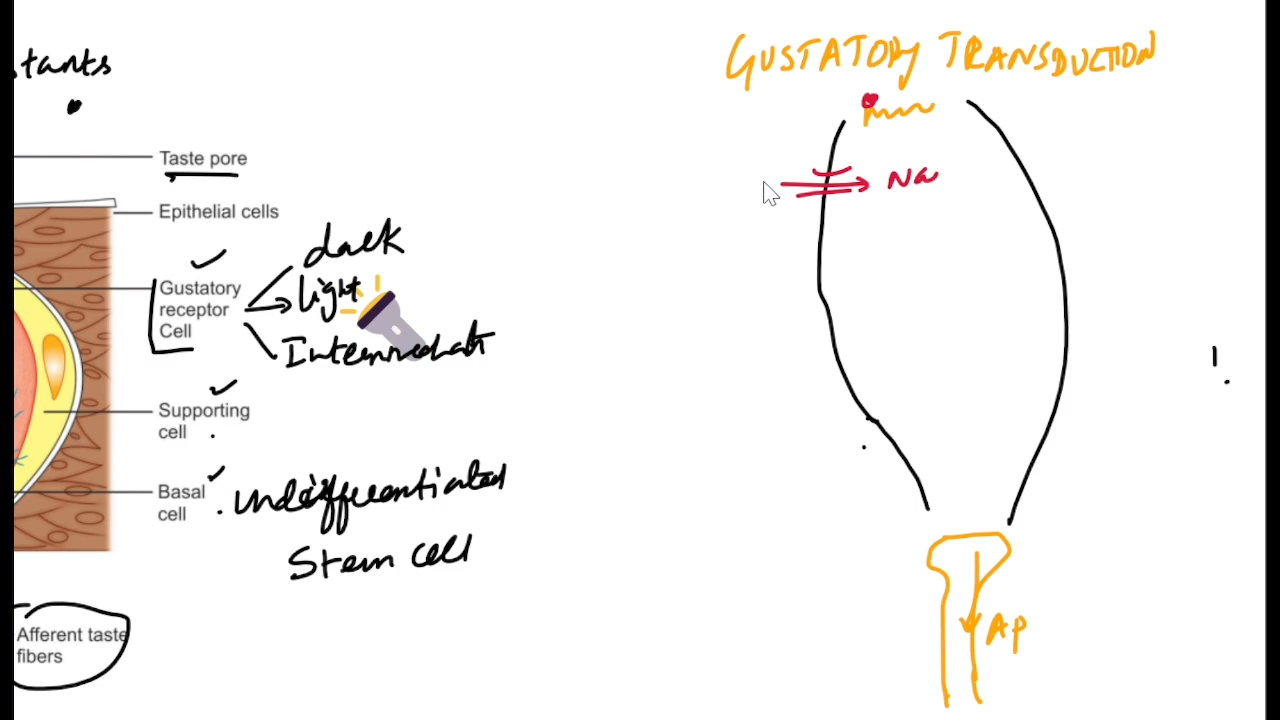 tants
Taste pore
Epithelial cells
Gustatory
receptor
Cell
dark
light
Intermediate
Supporting
cell
Basal
cell
undifferentiated
Stem cell
Afferent taste
fibers
GUSTATORY TRANSDUCTION
Na
AP